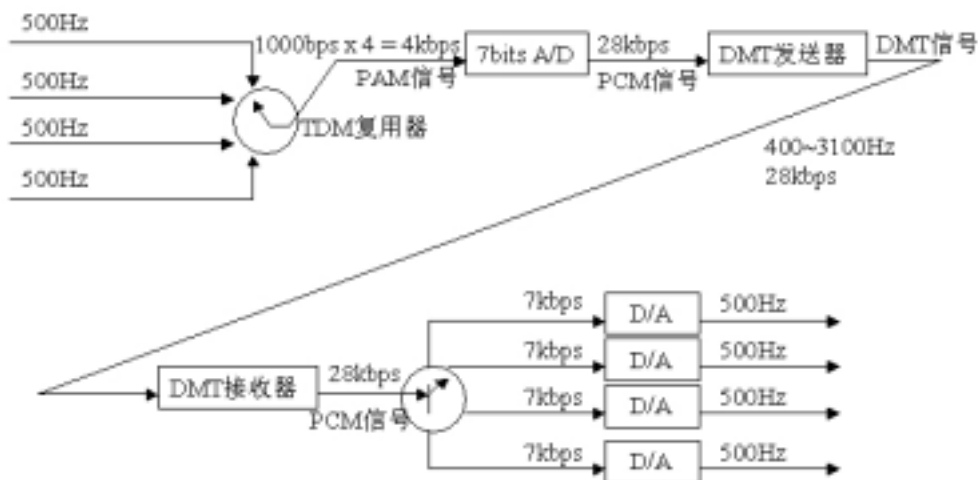 500Hz
500Hz
500Hz
500Hz
1000bps x 4 = 4kbps
PAM信号
TDM复用器
7bits A/D
28kbps
PCM信号
DMT发送器
DMT信号
400~3100Hz
28kbps
DMT接收器
28kbps
PCM信号
7kbps
D/A
500Hz
7kbps
D/A
500Hz
7kbps
D/A
500Hz
7kbps
D/A
500Hz